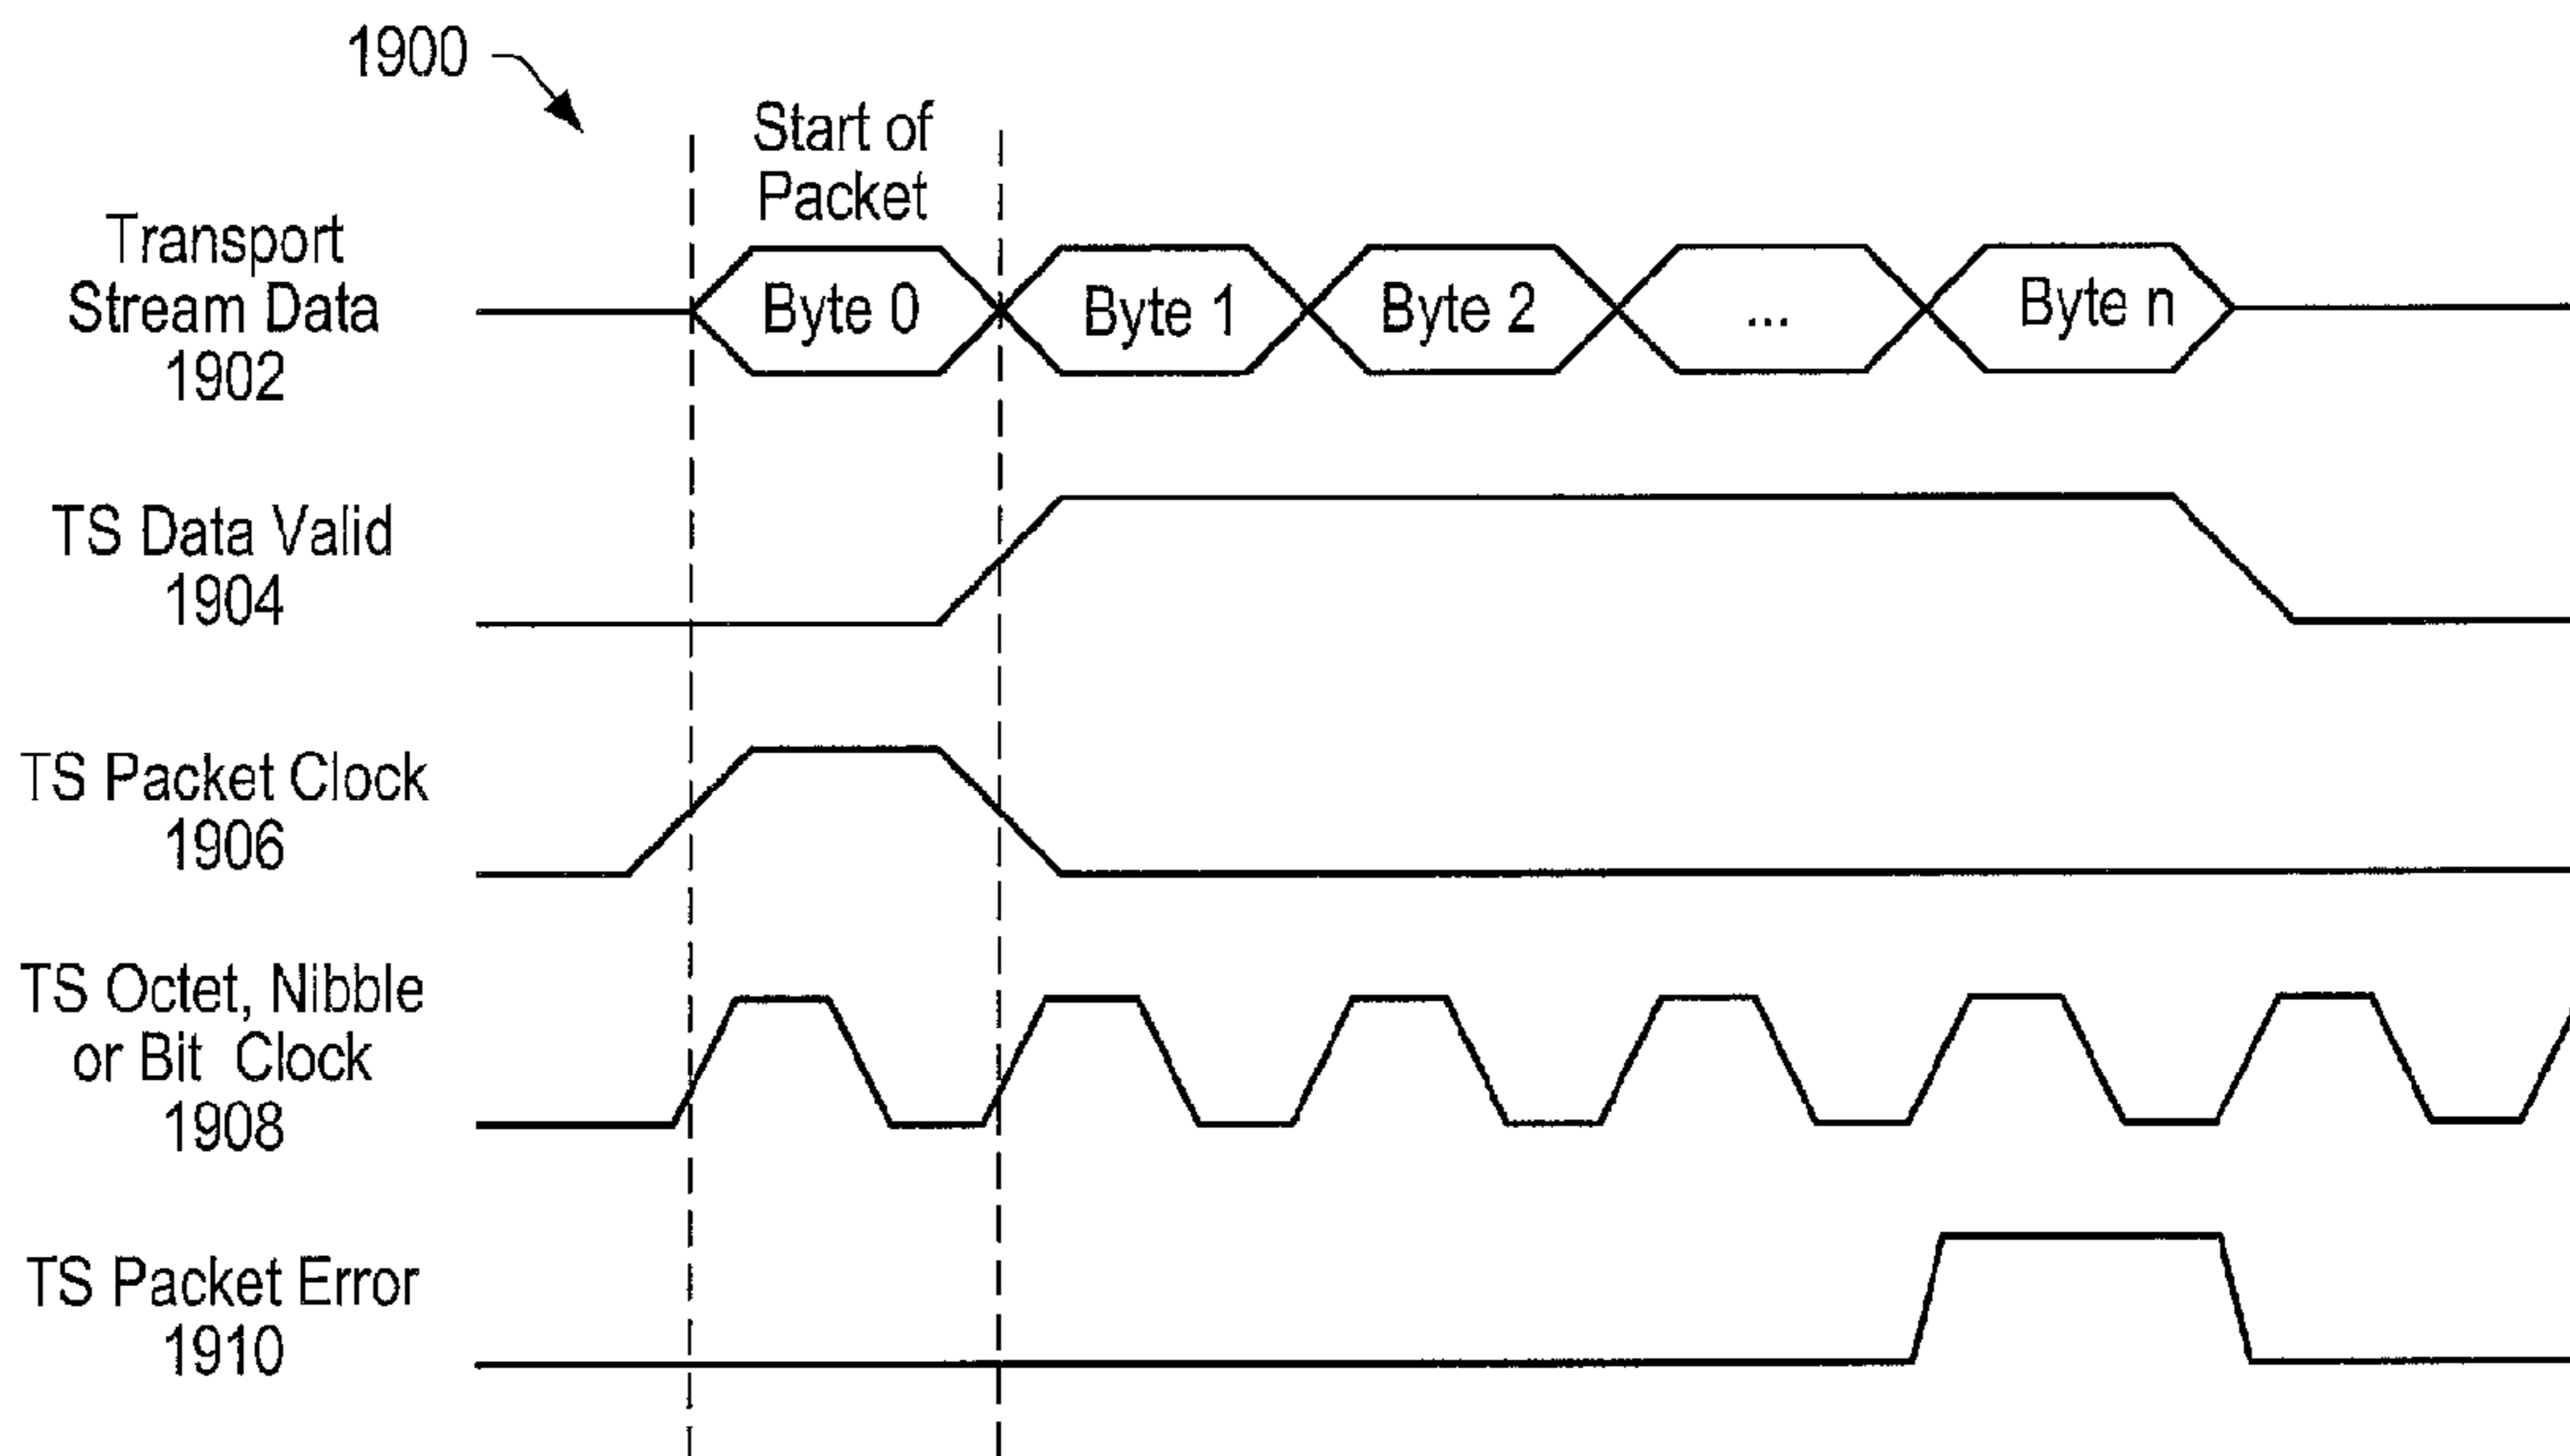 1900
Start of
Packet
Transport
Stream Data
1902
Byte 0
Byte 1
Byte 2
...
Byte n
TS Data Valid
1904
TS Packet Clock
1906
TS Octet, Nibble
or Bit Clock
1908
TS Packet Error
1910